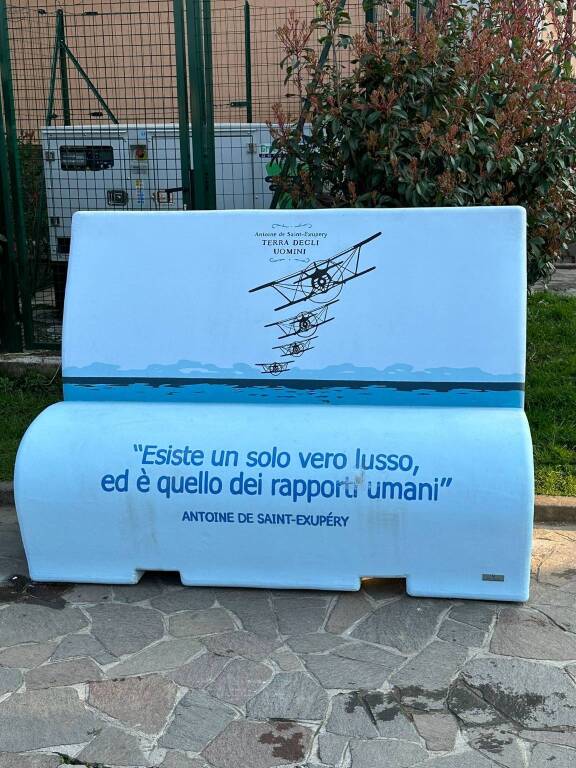 Antoine de Saint-Exupéry
TERRA DEGLI
UOMINI
"Esiste un solo vero lusso,
ed è quello dei rapporti umani"
ANTOINE DE SAINT-EXUPÉRY